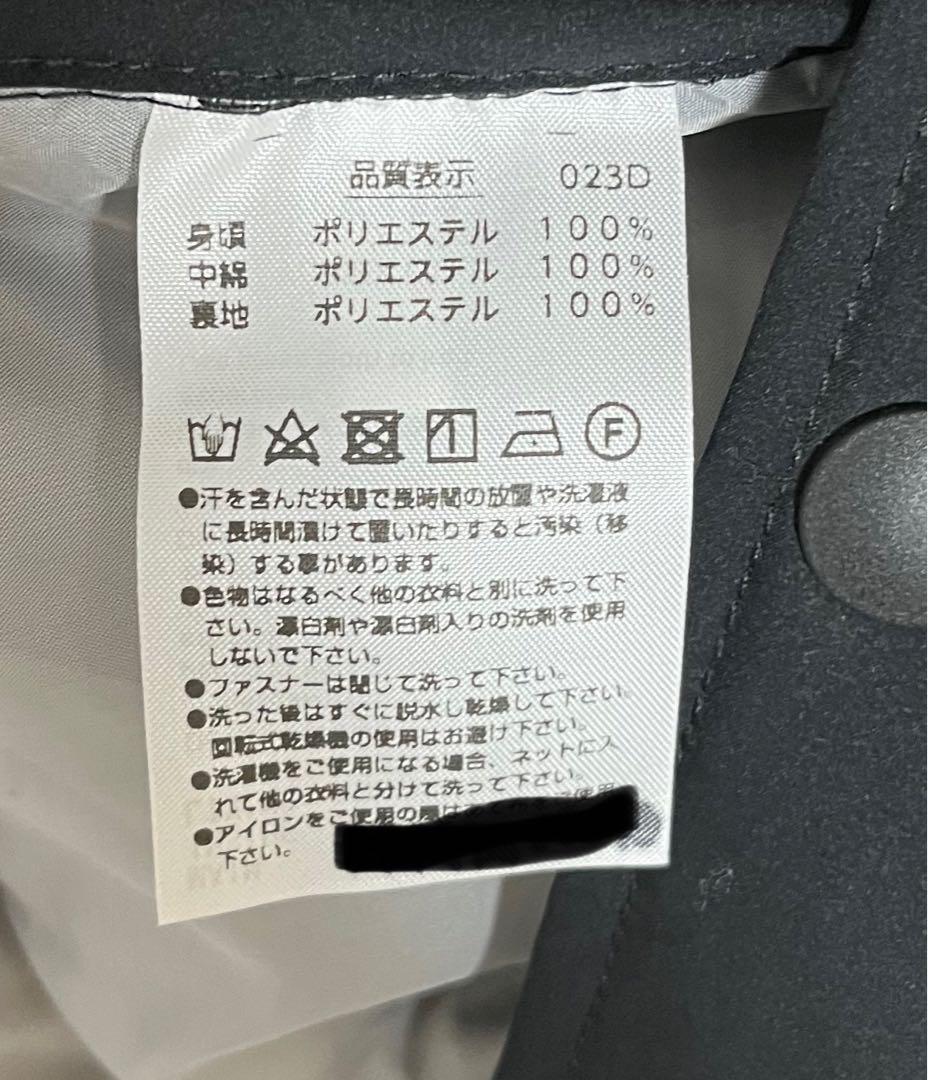 品質表示 023D
身頃 ポリエステル 100%
中綿 ポリエステル 100%
裏地 ポリエステル 100%
F
●汗を含んだ状態で長時間の放置や洗濯液
に長時間漬けて置いたりすると汚染（移
染）する事があります。
●色物はなるべく他の衣料と別に洗って下
さい。漂白剤や漂白剤入りの洗剤を使用
しないで下さい。
●ファスナーは閉じて洗って下さい。
●洗った後はすぐに脱水し乾燥して下さい。
回転式乾燥機の使用はお避け下さい。
●洗濯機をご使用になる場合、ネットに入
れて他の衣料と分けて洗って下さい。
●アイロンをご使用の際は ご使用
下さい。